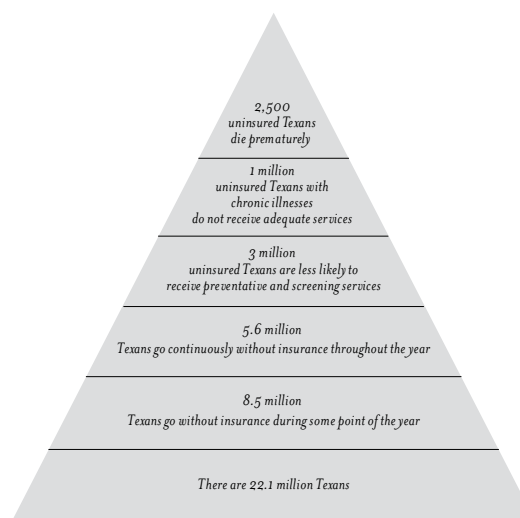 2,500
uninsured Texans
die prematurely
1 million
uninsured Texans with
chronic illnesses
do not receive adequate services
3 million
uninsured Texans are less likely to
receive preventative and screening services
5.6 million
Texans go continuously without insurance throughout the year
8.5 million
Texans go without insurance during some point of the year
There are 22.1 million Texans